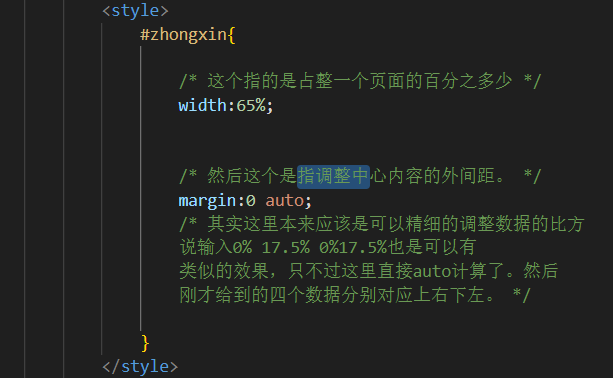 <style>
#zhongxin{
/* 这个指的是占整一个页面的百分之多少 */
width:65%;
/* 然后这个是指调整中心内容的外间距。 */
margin:0 auto;
/* 其实这里本来应该是可以精细的调整数据的比方
说输入0% 17.5% 0%17.5%也是可以有
类似的效果，只不过这里直接auto计算了。然后
刚才给到的四个数据分别对应上右下左。 */
}
</style>